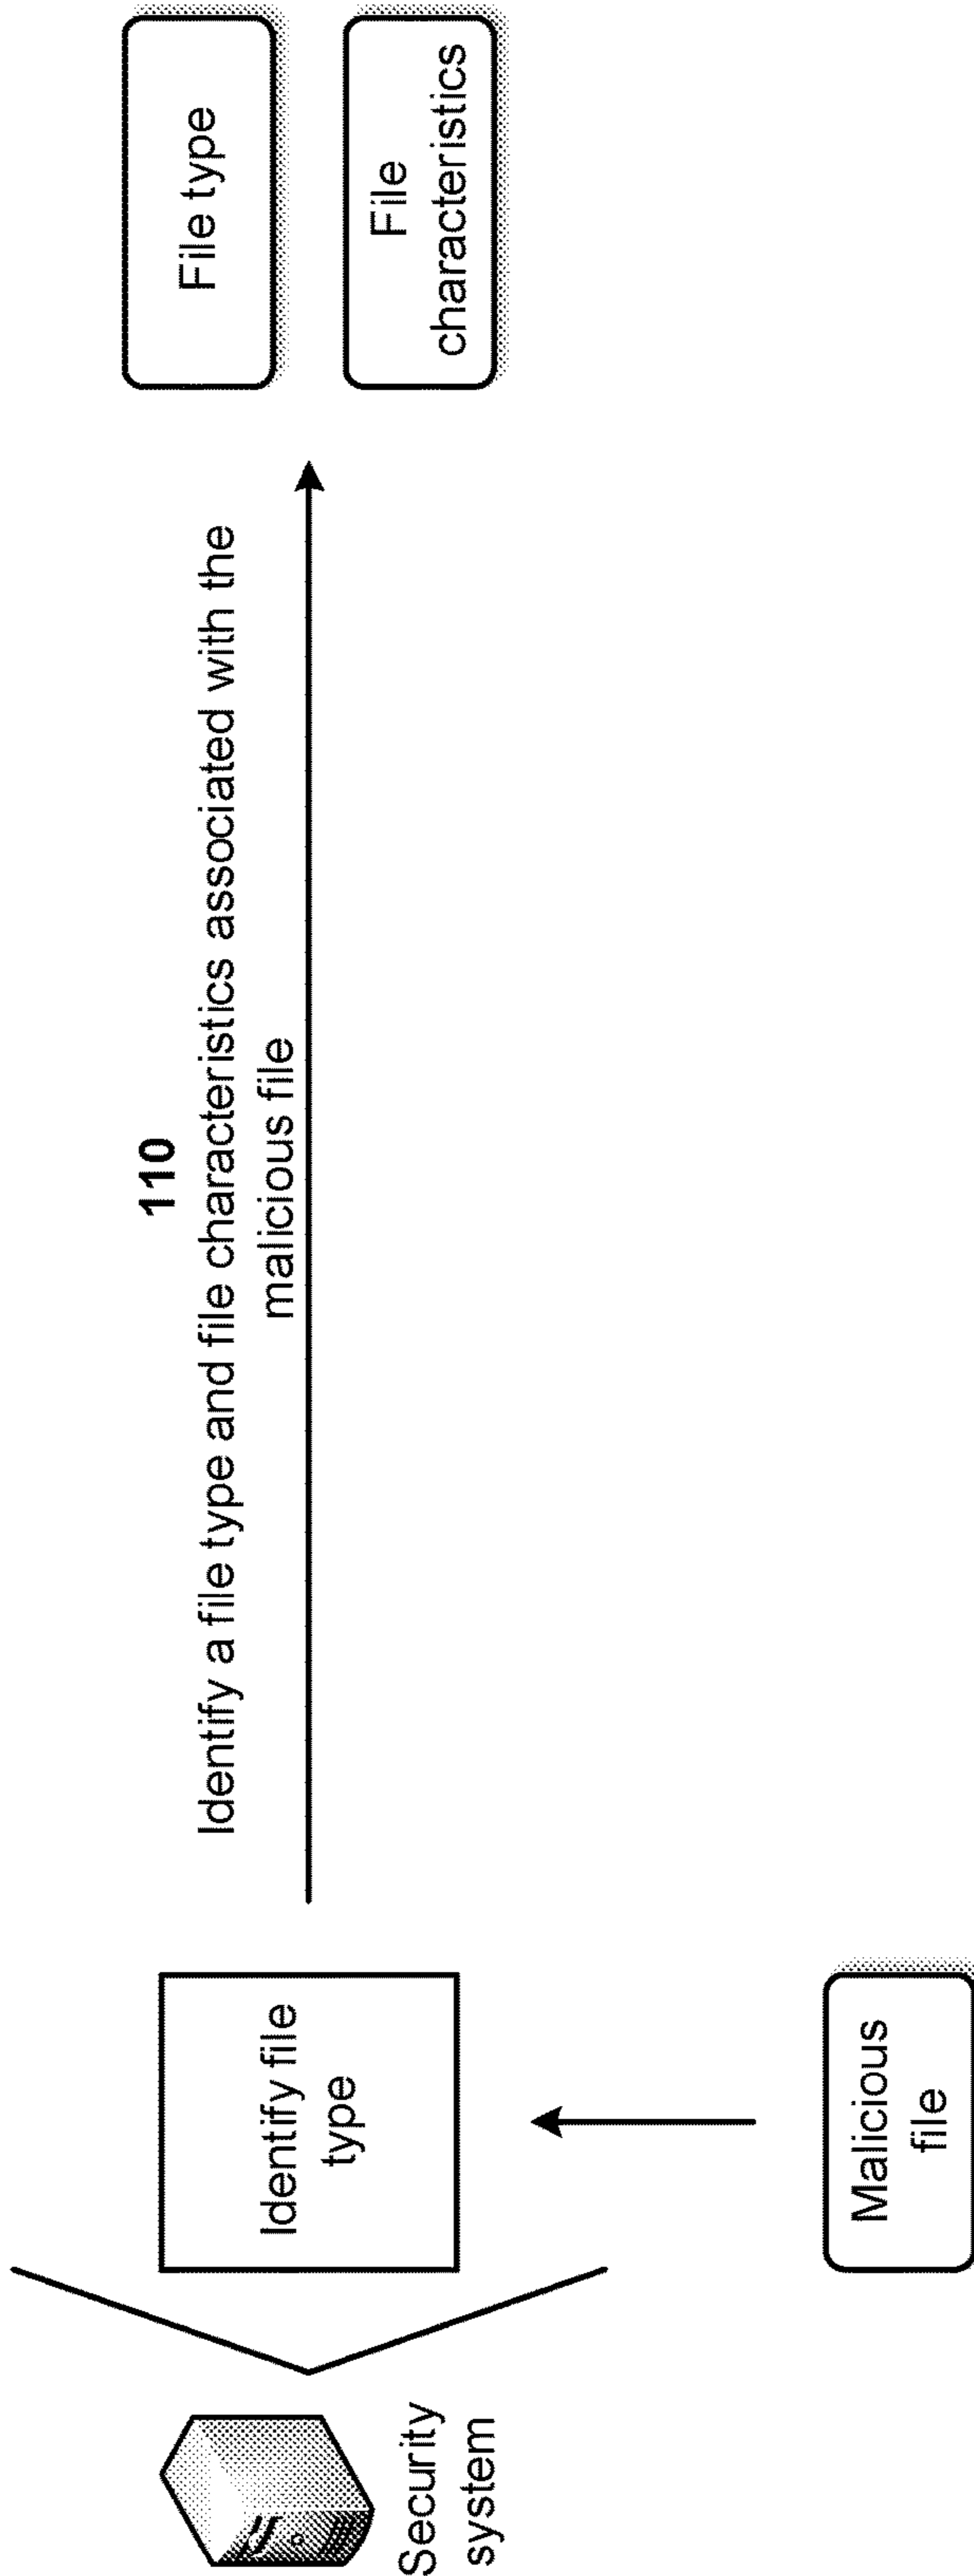 110
Identify a file type and file characteristics associated with the
malicious file
File type
File
characteristics
Identify file
type
Security
system
Malicious
file